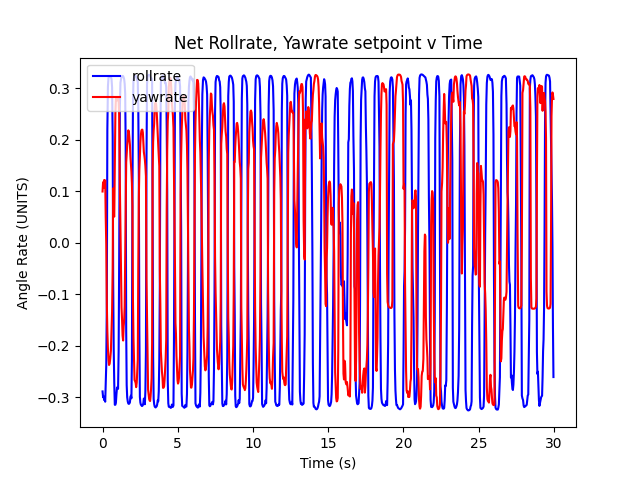 Net Rollrate, Yawrate setpoint v Time
rollrate
yawrate
Angle Rate (UNITS)
0.3
0.2
0.1
0.0
−0.1
−0.2
−0.3
0 5 10 15 20 25 30
Time (s)